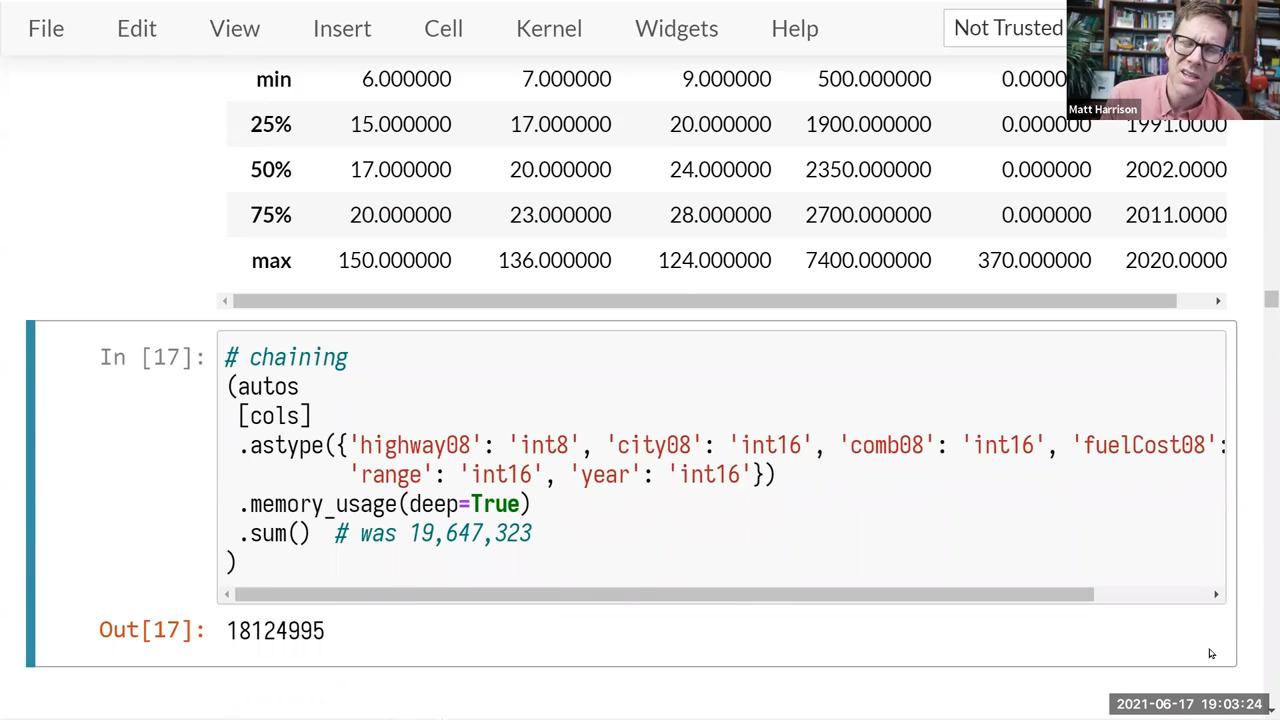 File Edit View Insert Cell Kernel Widgets Help Not Trusted
Matt Harrison
min 6.000000 7.000000 9.000000 500.000000 0.0000
25% 15.000000 17.000000 20.000000 1900.000000 0.000000 1991.0000
50% 17.000000 20.000000 24.000000 2350.000000 0.000000 2002.0000
75% 20.000000 23.000000 28.000000 2700.000000 0.000000 2011.0000
max 150.000000 136.000000 124.000000 7400.000000 370.000000 2020.0000
In [17]: # chaining
(autos
[cols]
.astype({'highway08': 'int8', 'city08': 'int16', 'comb08': 'int16', 'fuelCost08':
'range': 'int16', 'year': 'int16'})
.memory_usage(deep=True)
.sum() # was 19,647,323
)
Out[17]: 18124995
2021-06-17 19:03:24